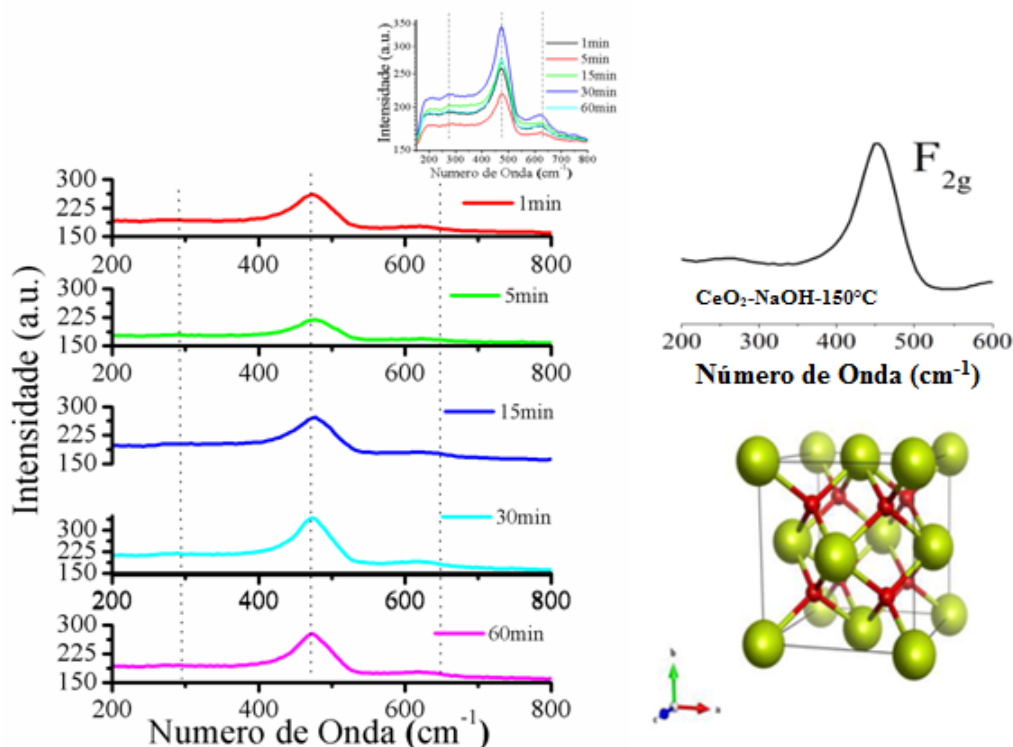 Intensidade (a.u.)
350
300
250
200
150
1min
5min
15min
30min
60min
200 300 400 500 600 700 800
Numero de Onda (cm⁻¹)
Intensidade (a.u.)
300
225
150
1min
200 400 600 800
225
150
5min
200 400 600 800
300
225
150
15min
200 400 600 800
300
225
150
30min
200 400 600 800
300
225
150
60min
200 400 600 800
Numero de Onda (cm⁻¹)
F₂g
CeO₂-NaOH-150°C
200 300 400 500 600
Número de Onda (cm⁻¹)
b
a
c